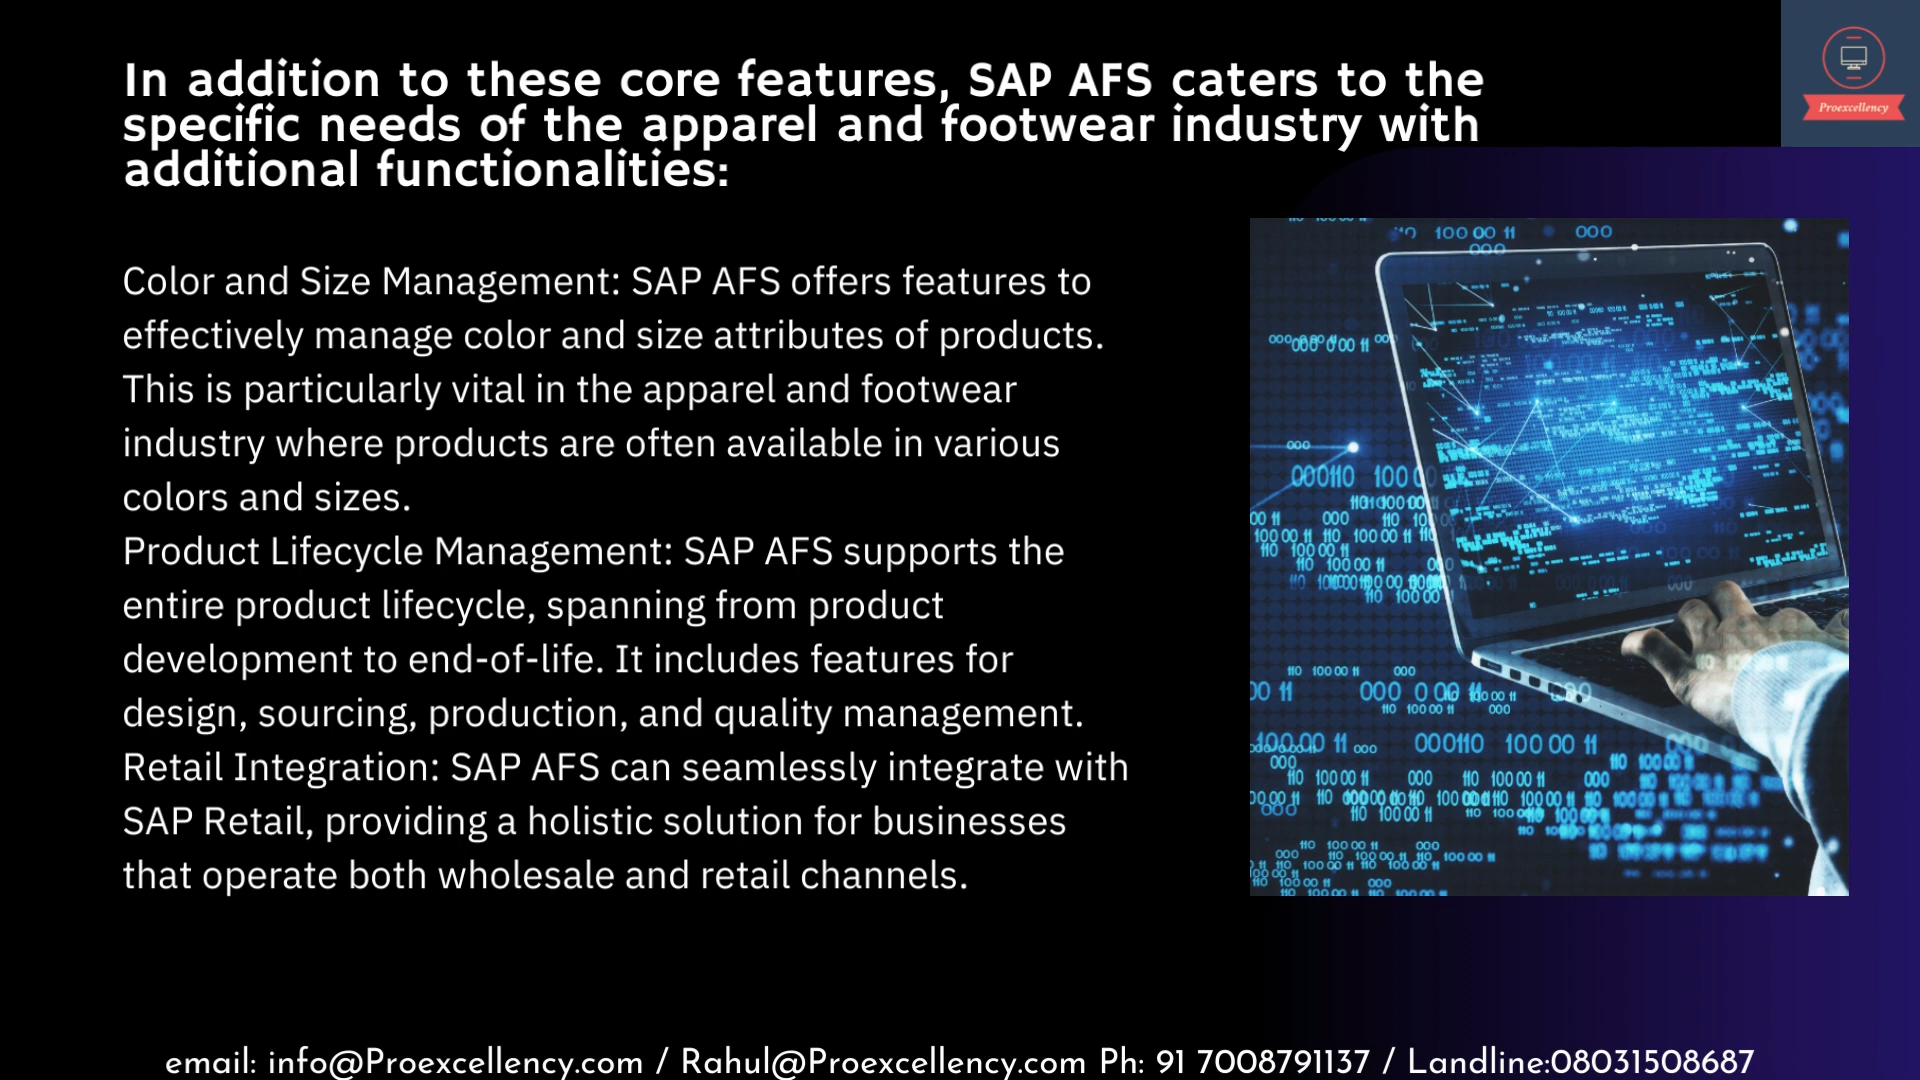 In addition to these core features, SAP AFS caters to the
specific needs of the apparel and footwear industry with
additional functionalities:
Proexcellency
Color and Size Management: SAP AFS offers features to
effectively manage color and size attributes of products.
This is particularly vital in the apparel and footwear
industry where products are often available in various
colors and sizes.
Product Lifecycle Management: SAP AFS supports the
entire product lifecycle, spanning from product
development to end-of-life. It includes features for
design, sourcing, production, and quality management.
Retail Integration: SAP AFS can seamlessly integrate with
SAP Retail, providing a holistic solution for businesses
that operate both wholesale and retail channels.
email: info@Proexcellency.com / Rahul@Proexcellency.com Ph: 91 7008791137 / Landline:08031508687